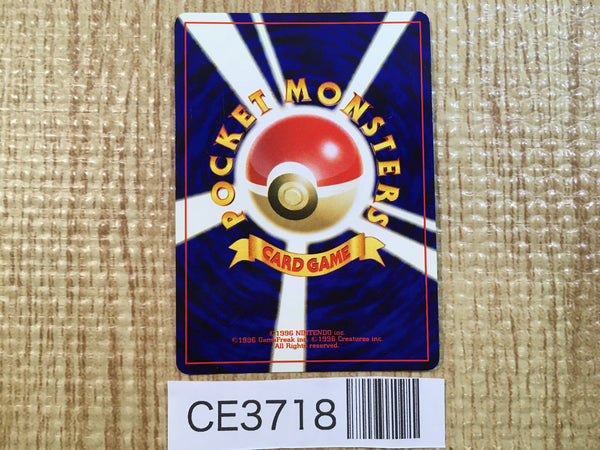 POCKET MONSTERS
CARD GAME
©1996 NINTENDO inc.
©1996 GameFreak inc. ©1996 Creatures inc.
All Rights reserved.
CE3718